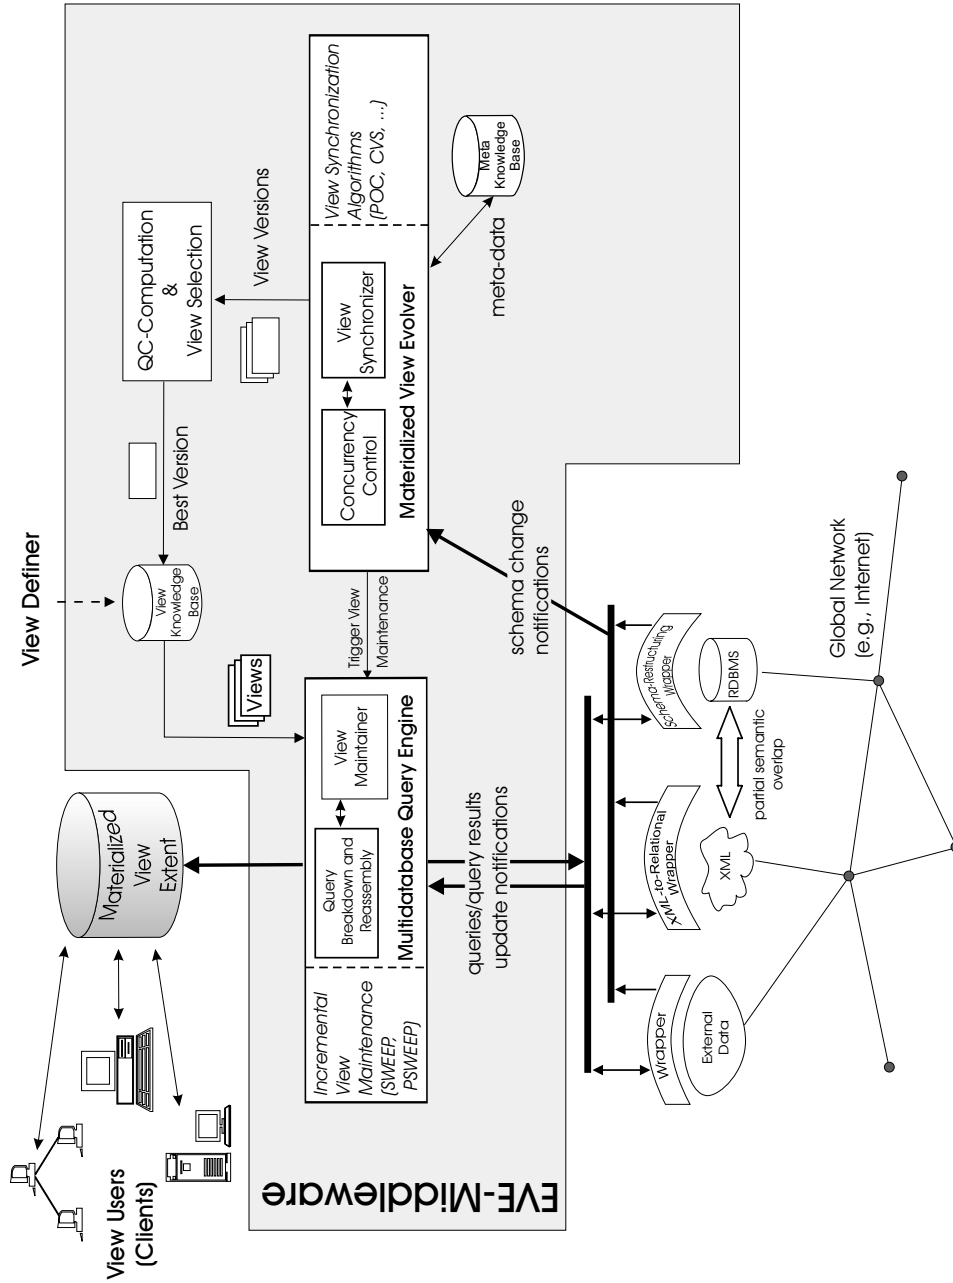 View Users
(Clients)
Materialized
View
Extent
View Definer
EVE-Middleware
View
Knowledge
Base
Best Version
QC-Computation
&
View Selection
Views
View Versions
Incremental
View
Maintenance
(SWEEP,
PSWEEP)
Query
Breakdown and
Reassembly
View
Maintainer
Multidatabase Query Engine
Trigger View
Maintenance
Concurrency
Control
View
Synchronizer
Materialized View Evolver
View Synchronization
Algorithms
(POC, CVS, ...)
queries/query results
update notifications
schema change
notifications
meta-data
Meta
Knowledge
Base
Wrapper
External
Data
XML-to-Relational
Wrapper
XML
Schema-Restructuring
Wrapper
RDBMS
partial semantic
overlap
Global Network
(e.g., Internet)